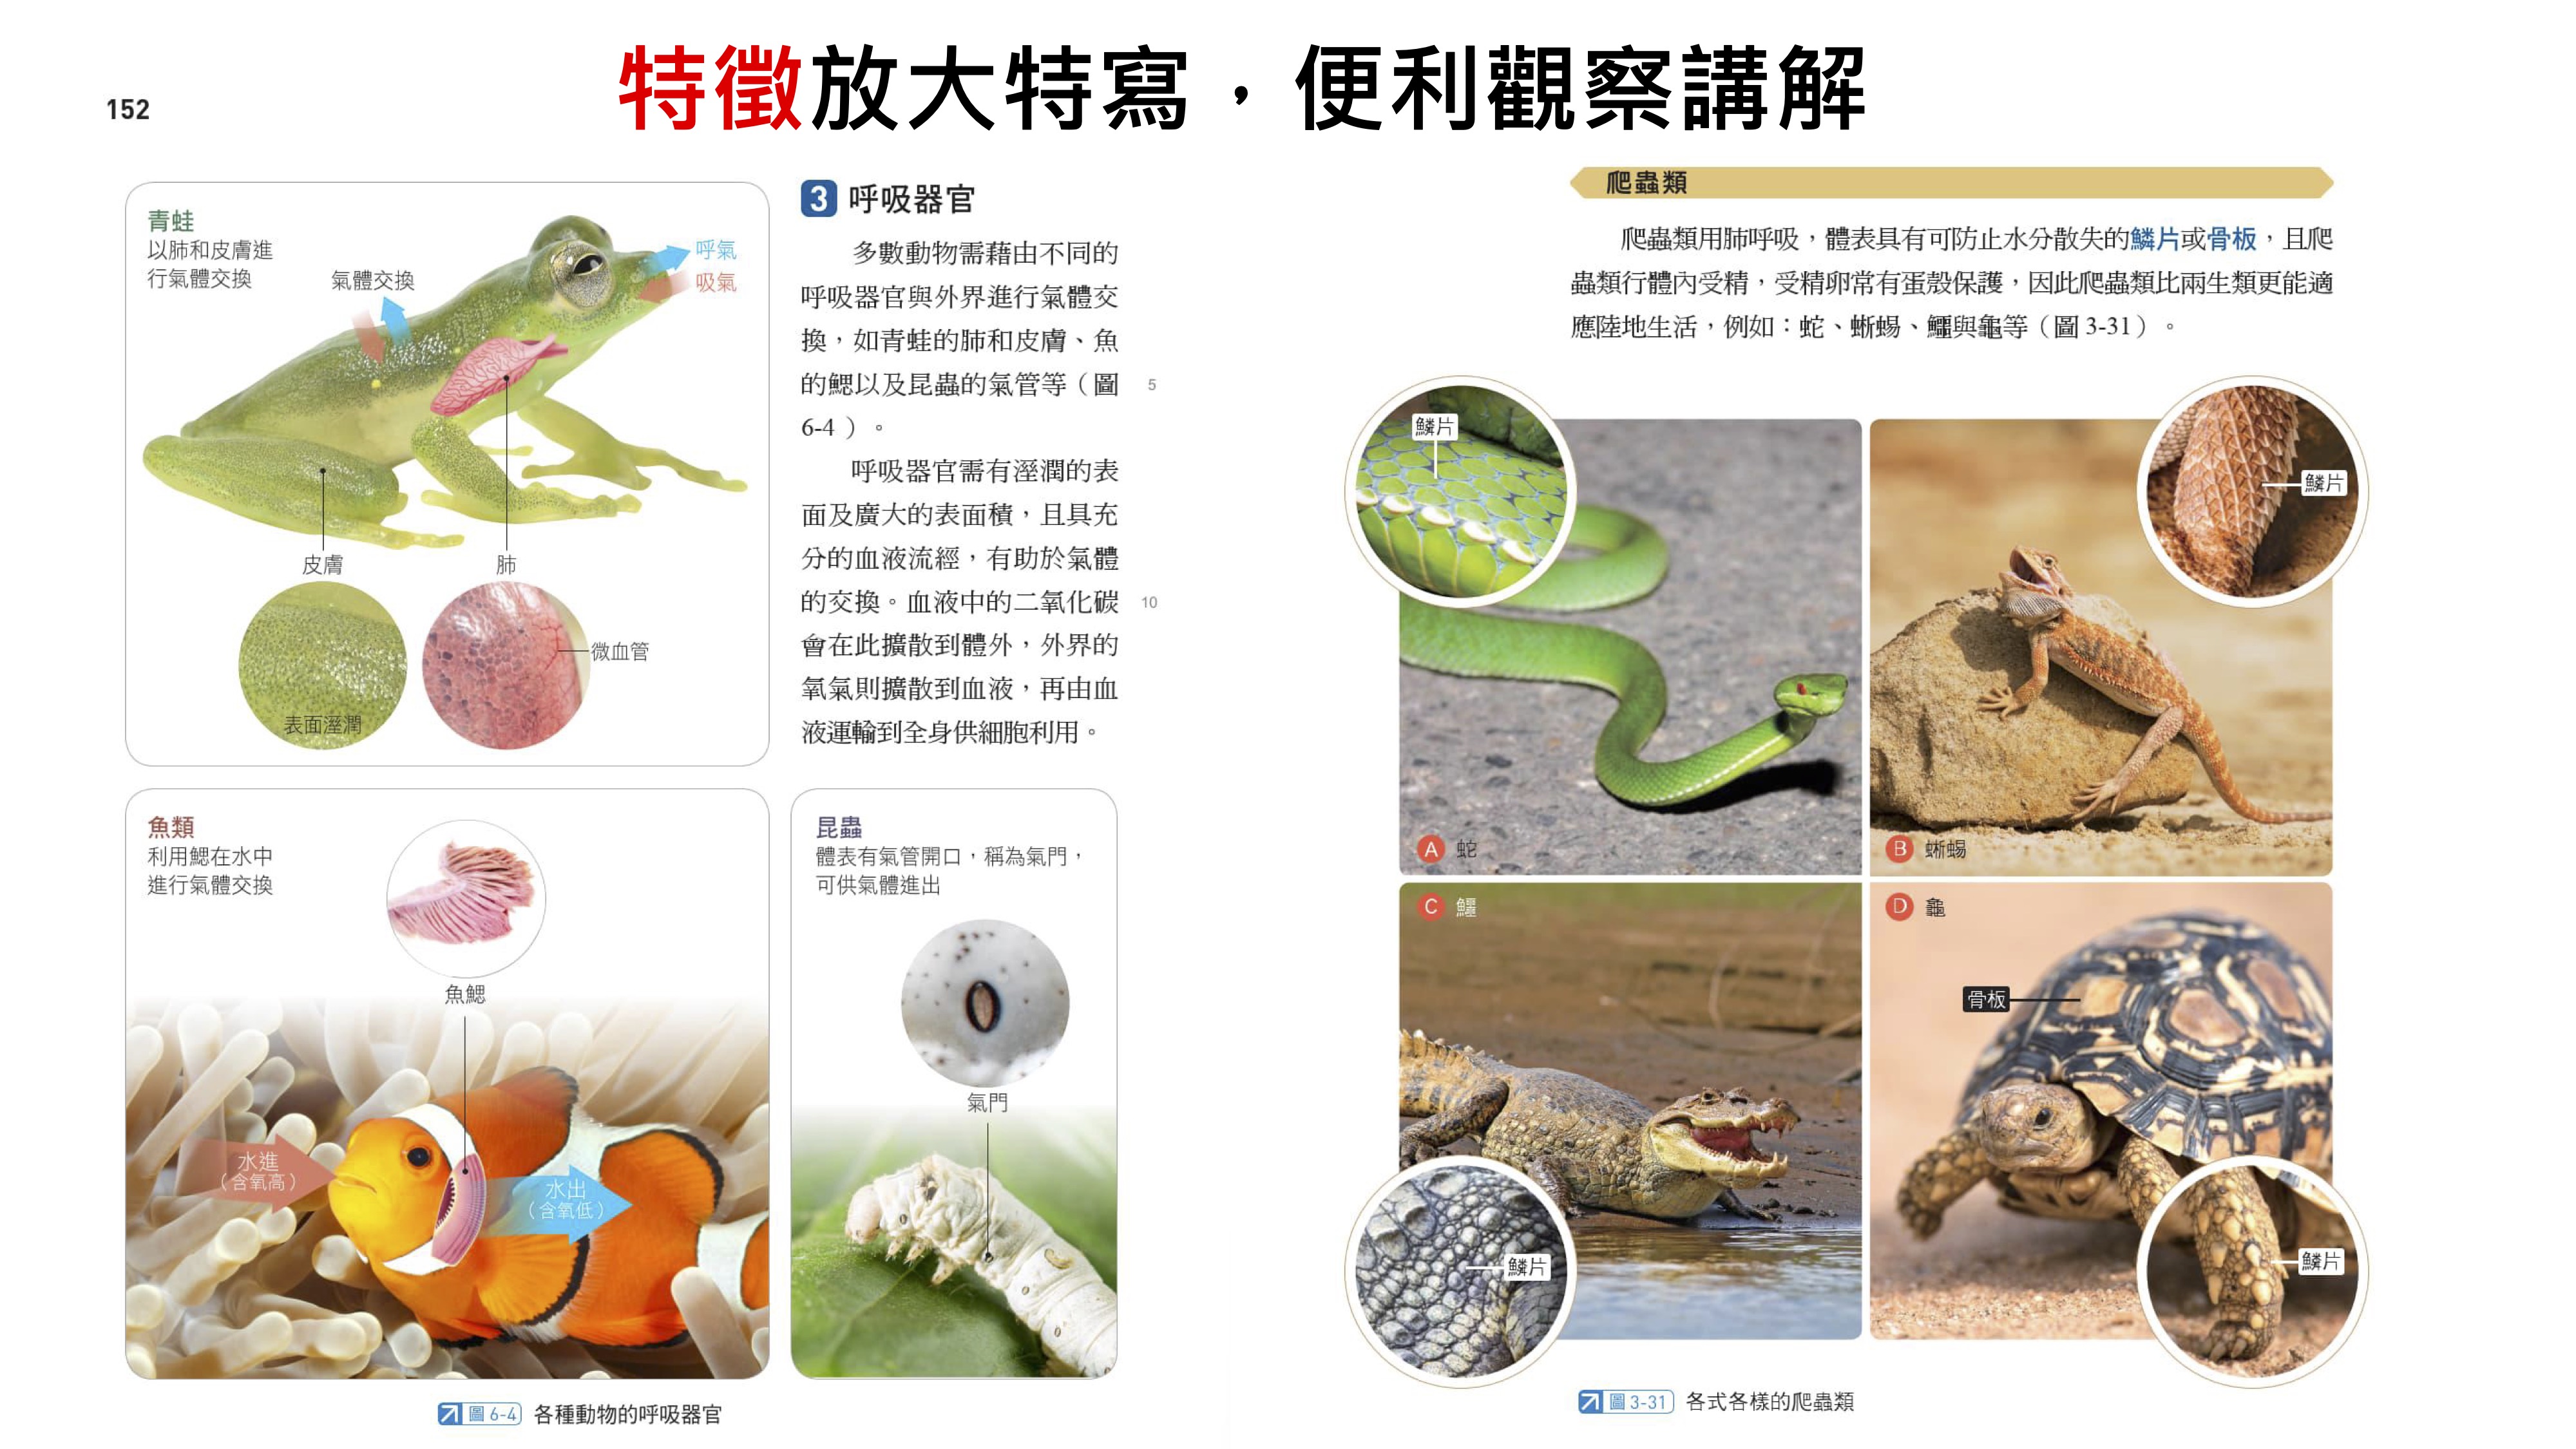 特徵放大特寫，便利觀察講解
152
青蛙
以肺和皮膚進
行氣體交換
氣體交換
呼氣
吸氣
皮膚
肺
微血管
表面溼潤
3 呼吸器官
多數動物需藉由不同的
呼吸器官與外界進行氣體交
換，如青蛙的肺和皮膚、魚
的鰓以及昆蟲的氣管等（圖 5
6-4）。
呼吸器官需有溼潤的表
面及廣大的表面積，且具充
分的血液流經，有助於氣體
的交換。血液中的二氧化碳 10
會在此擴散到體外，外界的
氧氣則擴散到血液，再由血
液運輸到全身供細胞利用。
魚類
利用鰓在水中
進行氣體交換
魚鰓
水進
（含氧高）
水出
（含氧低）
昆蟲
體表有氣管開口，稱為氣門，
可供氣體進出
氣門
圖 6-4 各種動物的呼吸器官
爬蟲類
爬蟲類用肺呼吸，體表具有可防止水分散失的鱗片或骨板，且爬
蟲類行體內受精，受精卵常有蛋殼保護，因此爬蟲類比兩生類更能適
應陸地生活，例如：蛇、蜥蜴、鱷與龜等（圖 3-31）。
鱗片
鱗片
A 蛇
B 蜥蜴
C 鱷
D 龜
骨板
鱗片
鱗片
圖 3-31 各式各樣的爬蟲類